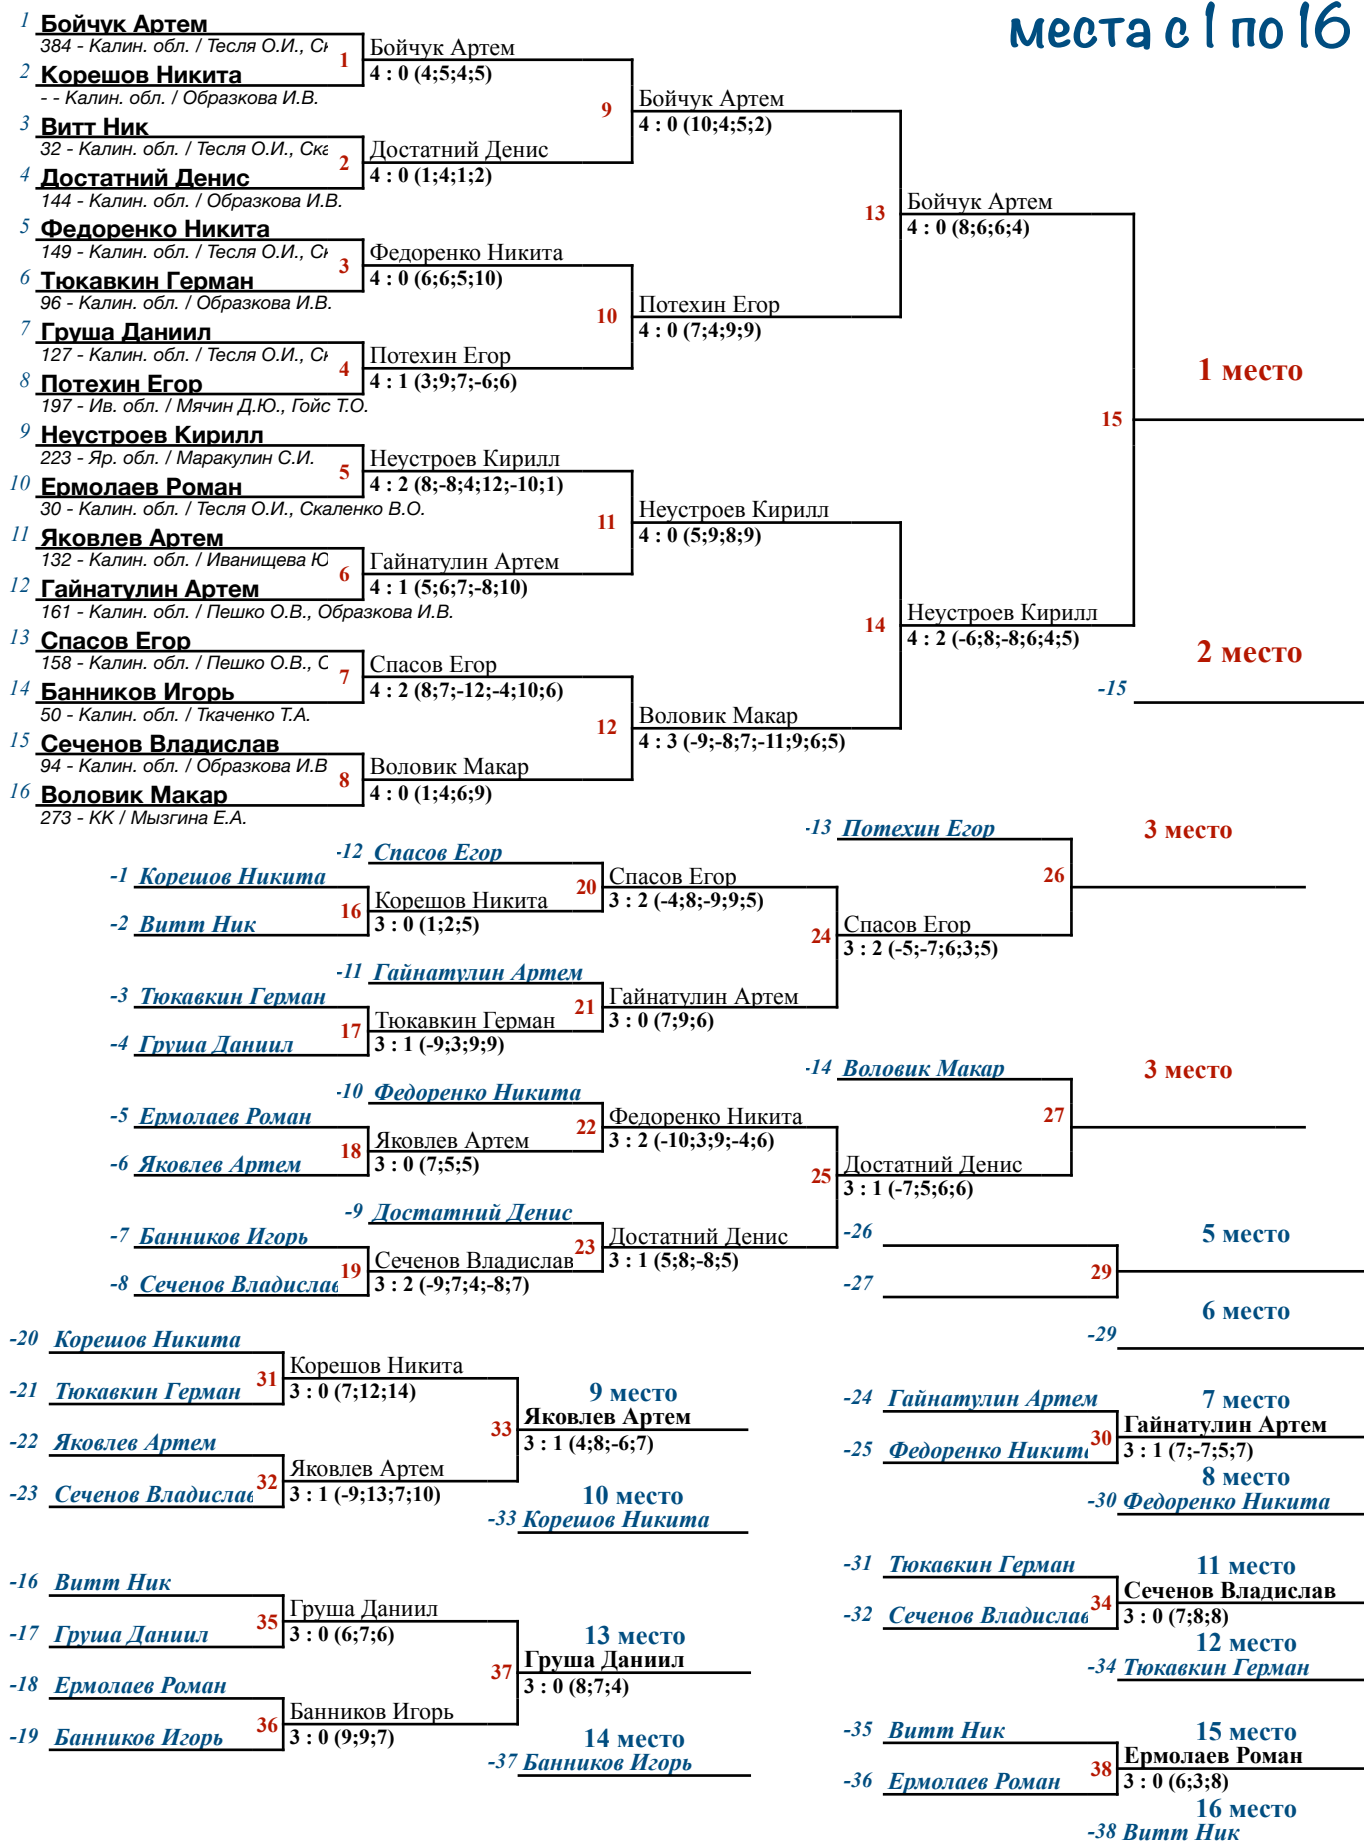 места с 1 по 16
1 Бойчук Артем
384 - Калин. обл. / Тесля О.И., Ск
1 Бойчук Артем
4 : 0 (4;5;4;5)
2 Корешов Никита
- - Калин. обл. / Образкова И.В.
9 Бойчук Артем
4 : 0 (10;4;5;2)
3 Витт Ник
32 - Калин. обл. / Тесля О.И., Ска
2 Достатний Денис
4 : 0 (1;4;1;2)
4 Достатний Денис
144 - Калин. обл. / Образкова И.В.
13 Бойчук Артем
4 : 0 (8;6;6;4)
5 Федоренко Никита
149 - Калин. обл. / Тесля О.И., Ск
3 Федоренко Никита
4 : 0 (6;6;5;10)
6 Тюкавкин Герман
96 - Калин. обл. / Образкова И.В.
10 Потехин Егор
4 : 0 (7;4;9;9)
7 Груша Даниил
127 - Калин. обл. / Тесля О.И., Ск
4 Потехин Егор
4 : 1 (3;9;7;-6;6)
8 Потехин Егор
197 - Ив. обл. / Мячин Д.Ю., Гойс Т.О.
1 место
15
9 Неустроев Кирилл
223 - Яр. обл. / Маракулин С.И.
5 Неустроев Кирилл
4 : 2 (8;-8;4;12;-10;1)
10 Ермолаев Роман
30 - Калин. обл. / Тесля О.И., Скаленко В.О.
11 Неустроев Кирилл
4 : 0 (5;9;8;9)
11 Яковлев Артем
132 - Калин. обл. / Иванищева Ю
6 Гайнатулин Артем
4 : 1 (5;6;7;-8;10)
12 Гайнатулин Артем
161 - Калин. обл. / Пешко О.В., Образкова И.В.
14 Неустроев Кирилл
4 : 2 (-6;8;-8;6;4;5)
13 Спасов Егор
158 - Калин. обл. / Пешко О.В., С
7 Спасов Егор
4 : 2 (8;7;-12;-4;10;6)
2 место
-15
14 Банников Игорь
50 - Калин. обл. / Ткаченко Т.А.
12 Воловик Макар
4 : 3 (-9;-8;7;-11;9;6;5)
15 Сеченов Владислав
94 - Калин. обл. / Образкова И.В
8 Воловик Макар
4 : 0 (1;4;6;9)
16 Воловик Макар
273 - КК / Мызгина Е.А.
-13 Потехин Егор
3 место
-12 Спасов Егор
-1 Корешов Никита
20 Спасов Егор
3 : 2 (-4;8;-9;9;5)
26
16 Корешов Никита
3 : 0 (1;2;5)
-2 Витт Ник
24 Спасов Егор
3 : 2 (-5;-7;6;3;5)
-11 Гайнатулин Артем
-3 Тюкавкин Герман
21 Гайнатулин Артем
3 : 0 (7;9;6)
17 Тюкавкин Герман
3 : 1 (-9;3;9;9)
-4 Груша Даниил
-14 Воловик Макар
3 место
-10 Федоренко Никита
-5 Ермолаев Роман
22 Федоренко Никита
3 : 2 (-10;3;9;-4;6)
27
18 Яковлев Артем
3 : 0 (7;5;5)
-6 Яковлев Артем
25 Достатний Денис
3 : 1 (-7;5;6;6)
-9 Достатний Денис
-7 Банников Игорь
23 Достатний Денис
3 : 1 (5;8;-8;5)
19 Сеченов Владислав
3 : 2 (-9;7;4;-8;7)
-8 Сеченов Владислав
-26
5 место
29
-27
6 место
-29
-20 Корешов Никита
31 Корешов Никита
3 : 0 (7;12;14)
-21 Тюкавкин Герман
9 место
33 Яковлев Артем
3 : 1 (4;8;-6;7)
-22 Яковлев Артем
32 Яковлев Артем
3 : 1 (-9;13;7;10)
-23 Сеченов Владислав
10 место
-33 Корешов Никита
-24 Гайнатулин Артем
7 место
30 Гайнатулин Артем
3 : 1 (7;-7;5;7)
-25 Федоренко Никита
8 место
-30 Федоренко Никита
-16 Витт Ник
35 Груша Даниил
3 : 0 (6;7;6)
-17 Груша Даниил
13 место
37 Груша Даниил
3 : 0 (8;7;4)
-18 Ермолаев Роман
36 Банников Игорь
3 : 0 (9;9;7)
-19 Банников Игорь
14 место
-37 Банников Игорь
-31 Тюкавкин Герман
11 место
34 Сеченов Владислав
3 : 0 (7;8;8)
-32 Сеченов Владислав
12 место
-34 Тюкавкин Герман
-35 Витт Ник
15 место
38 Ермолаев Роман
3 : 0 (6;3;8)
-36 Ермолаев Роман
16 место
-38 Витт Ник